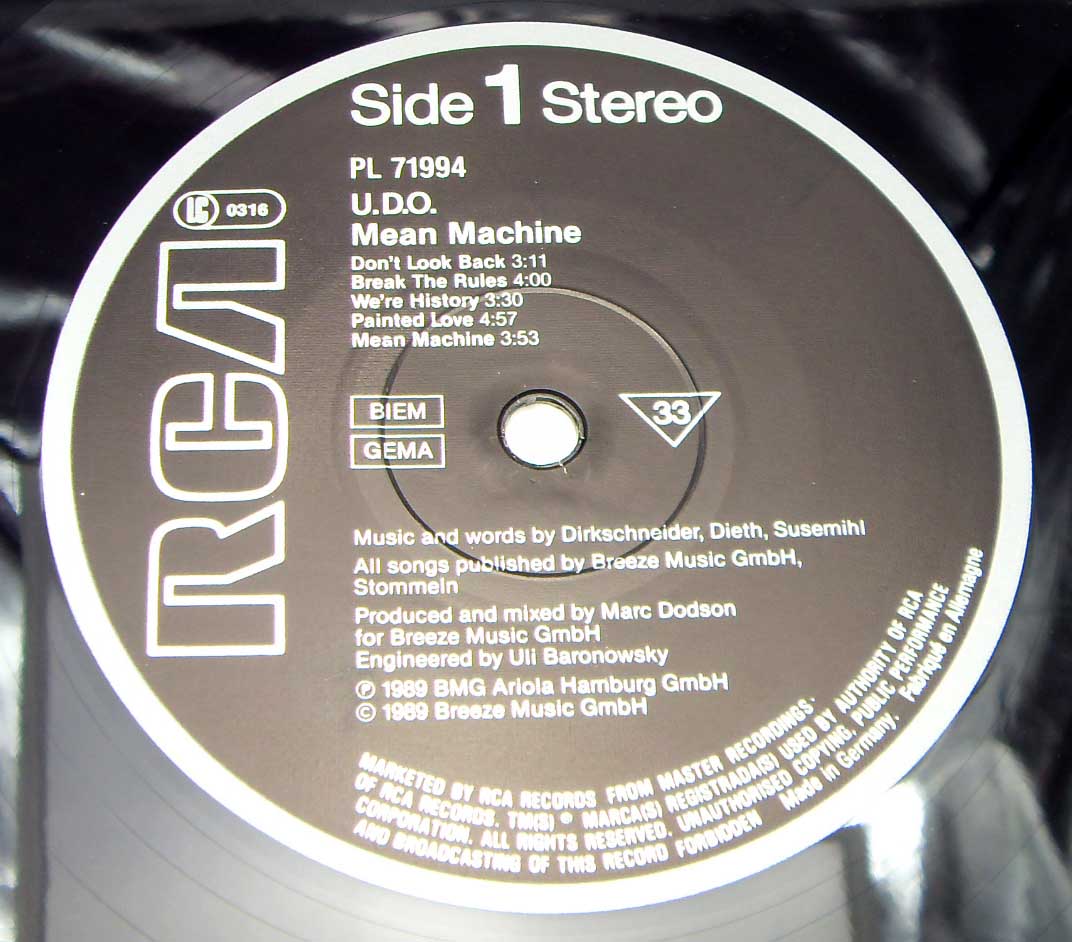 Side 1 Stereo
PL 71994
LC 0316
U.D.O.
Mean Machine
Don't Look Back 3:11
Break The Rules 4:00
We're History 3:30
Painted Love 4:57
Mean Machine 3:53
RCA
BIEM
GEMA
33
Music and words by Dirkschneider, Dieth, Susemihl
All songs published by Breeze Music GmbH,
Stommeln
Produced and mixed by Marc Dodson
for Breeze Music GmbH
Engineered by Uli Baronowsky
Ⓟ 1989 BMG Ariola Hamburg GmbH
© 1989 Breeze Music GmbH
MARKETED BY RCA RECORDS FROM MASTER RECORDINGS.
OF RCA RECORDS. TM(S) ® MARCA(S) REGISTRADA(S) USED BY AUTHORITY OF RCA
CORPORATION. ALL RIGHTS RESERVED. UNAUTHORISED COPYING, PUBLIC PERFORMANCE
AND BROADCASTING OF THIS RECORD FORBIDDEN Made in Germany. Fabriqué en Allemagne